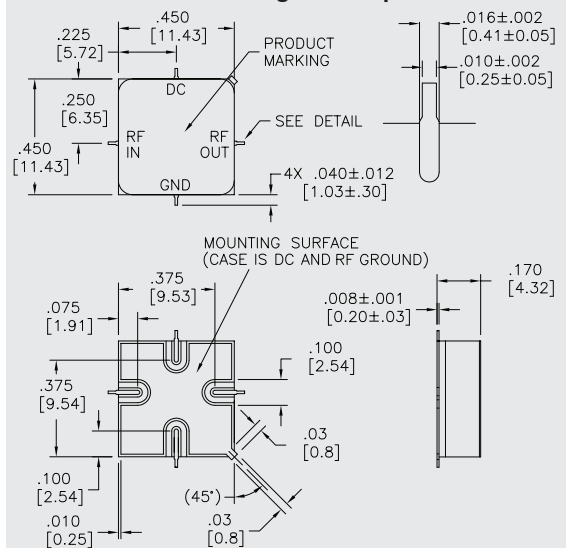 .450
[11.43]
.225
[5.72]
PRODUCT
MARKING
.016±.002
[0.41±0.05]
.010±.002
[0.25±0.05]
DC
.250
[6.35]
RF
IN
RF
OUT
SEE DETAIL
.450
[11.43]
GND
4X .040±.012
[1.03±.30]
MOUNTING SURFACE
(CASE IS DC AND RF GROUND)
.375
[9.53]
.170
[4.32]
.075
[1.91]
.008±.001
[0.20±.03]
.100
[2.54]
.375
[9.54]
.03
[0.8]
.100
[2.54]
(45°)
.010
[0.25]
.03
[0.8]